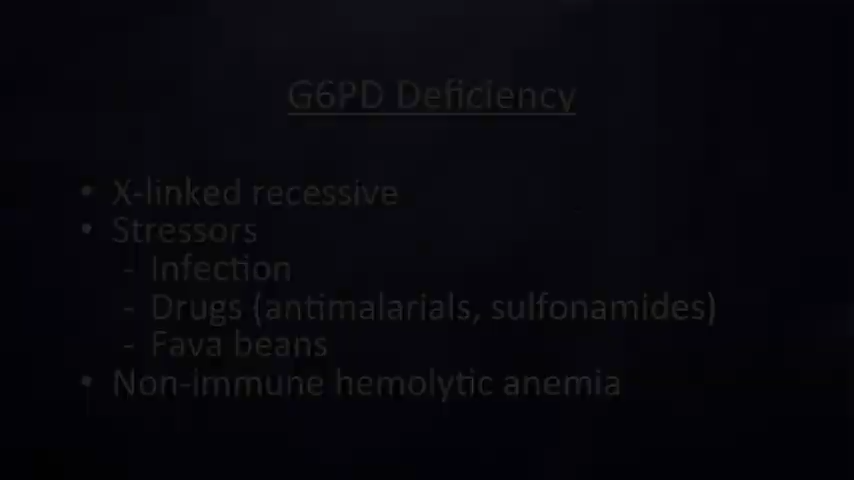 G6PD Deficiency
• X-linked recessive
• Stressors
- Infection
- Drugs (antimalarials, sulfonamides)
- Fava beans
• Non-immune hemolytic anemia